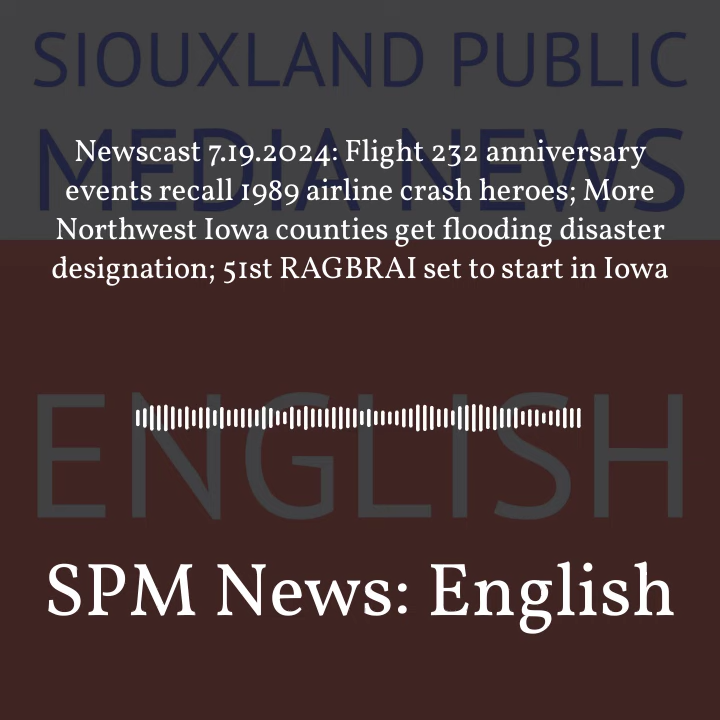 SIOUXLAND PUBLIC
MEDIA NEWS
Newscast 7.19.2024: Flight 232 anniversary
events recall 1989 airline crash heroes; More
Northwest Iowa counties get flooding disaster
designation; 51st RAGBRAI set to start in Iowa
ENGLISH
SPM News: English